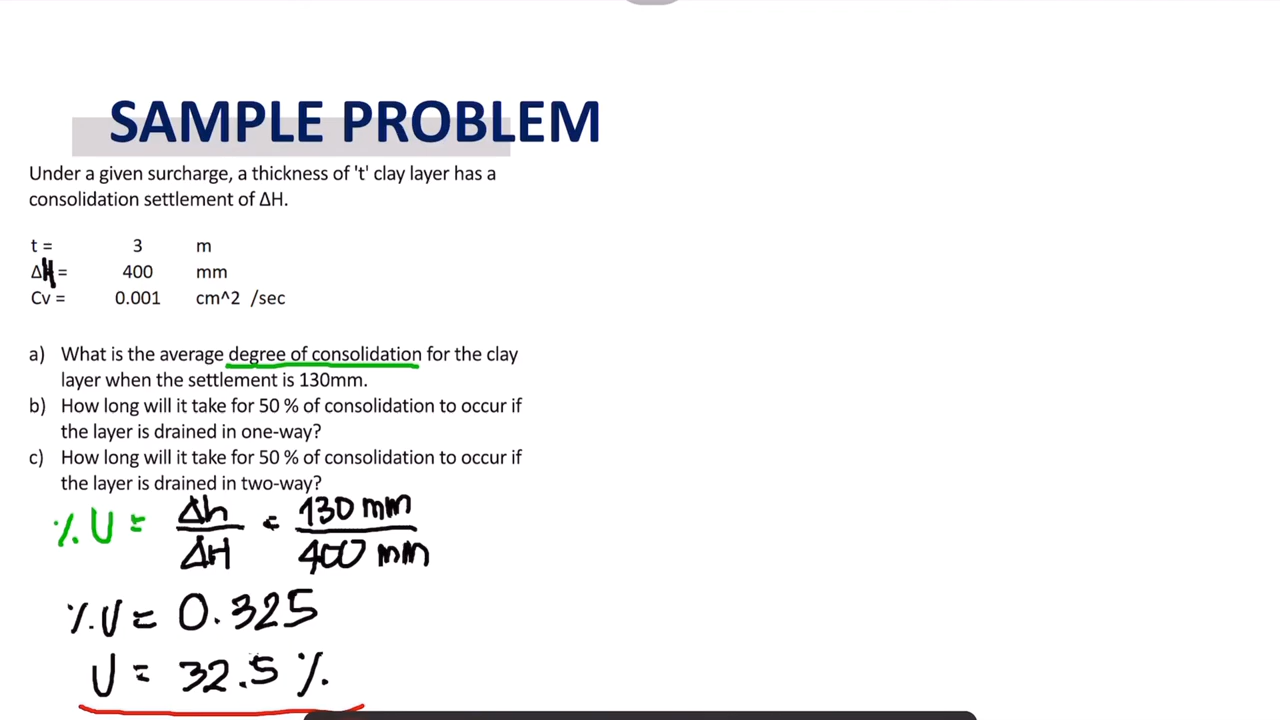 SAMPLE PROBLEM
Under a given surcharge, a thickness of 't' clay layer has a
consolidation settlement of ΔH.
t = 3 m
ΔH = 400 mm
Cv = 0.001 cm^2 /sec
a) What is the average degree of consolidation for the clay
layer when the settlement is 130mm.
b) How long will it take for 50 % of consolidation to occur if
the layer is drained in one-way?
c) How long will it take for 50 % of consolidation to occur if
the layer is drained in two-way?
% U = Δh / ΔH = 130 mm / 400 mm
% U = 0.325
U = 32.5 %